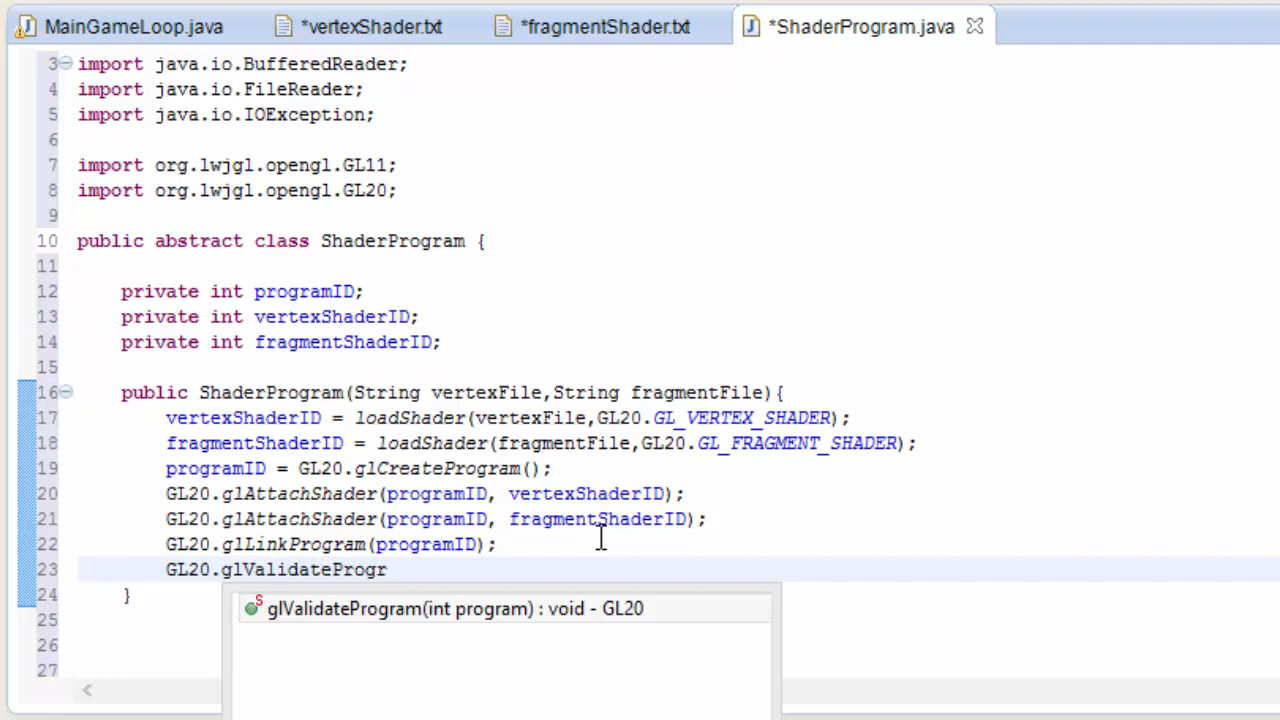 MainGameLoop.java *vertexShader.txt *fragmentShader.txt *ShaderProgram.java
3 import java.io.BufferedReader;
4 import java.io.FileReader;
5 import java.io.IOException;
6
7 import org.lwjgl.opengl.GL11;
8 import org.lwjgl.opengl.GL20;
9
10 public abstract class ShaderProgram {
11
12 private int programID;
13 private int vertexShaderID;
14 private int fragmentShaderID;
15
16 public ShaderProgram(String vertexFile,String fragmentFile){
17 vertexShaderID = loadShader(vertexFile,GL20.GL_VERTEX_SHADER);
18 fragmentShaderID = loadShader(fragmentFile,GL20.GL_FRAGMENT_SHADER);
19 programID = GL20.glCreateProgram();
20 GL20.glAttachShader(programID, vertexShaderID);
21 GL20.glAttachShader(programID, fragmentShaderID);
22 GL20.glLinkProgram(programID);
23 GL20.glValidateProgr
24 }
glValidateProgram(int program) : void - GL20
25
26
27